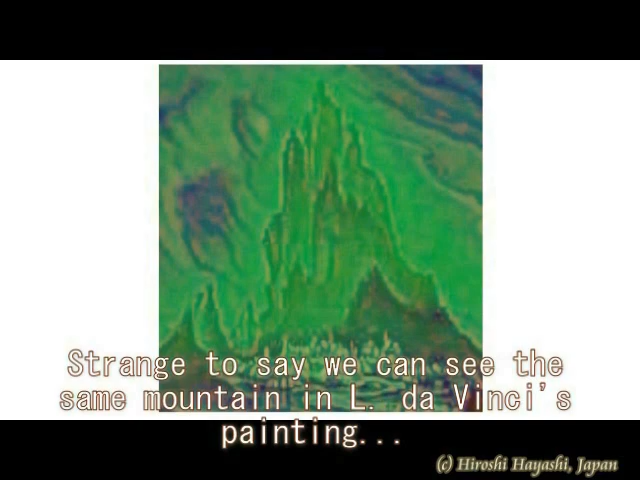 Strange to say we can see the
same mountain in L. da Vinci's
painting...
(c) Hiroshi Hayashi, Japan